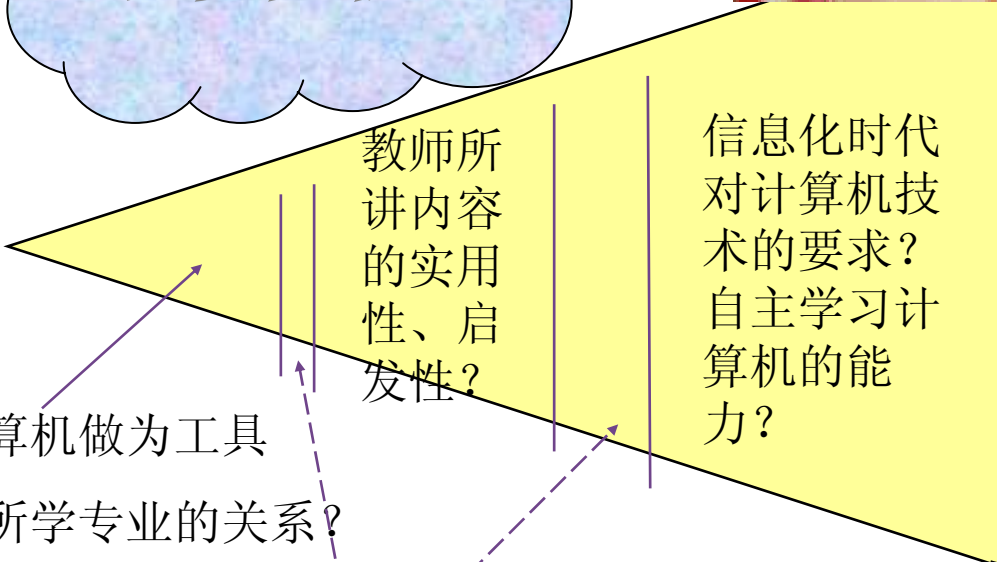 教师所
讲内容
的实用
性、启
发性？
信息化时代
对计算机技
术的要求？
自主学习计
算机的能
力？
算机做为工具
所学专业的关系？